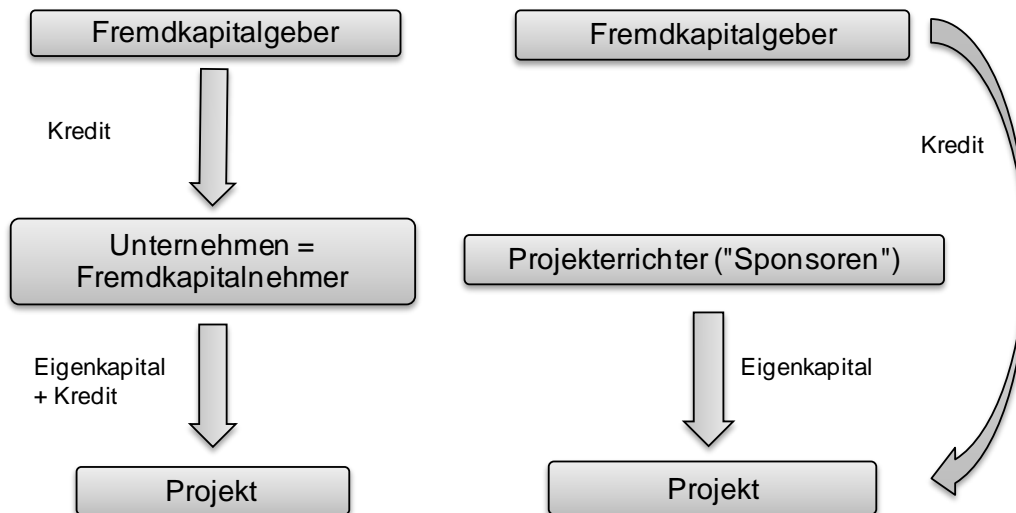 Fremdkapitalgeber
Kredit
Unternehmen =
Fremdkapitalnehmer
Eigenkapital
+ Kredit
Projekt
Fremdkapitalgeber
Kredit
Projekterrichter ("Sponsoren")
Eigenkapital
Projekt